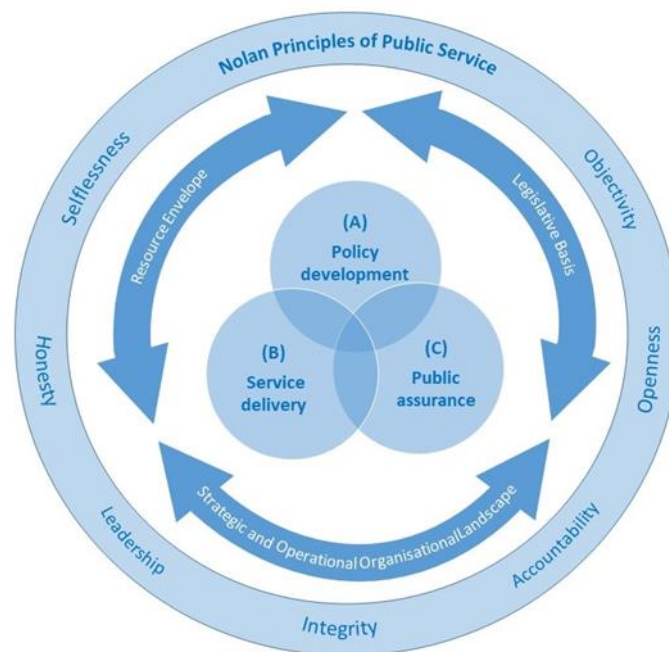 Nolan Principles of Public Service
Selflessness
Objectivity
Resource Envelope
Legislative Basis
(A)
Policy
development
(B)
Service
delivery
(C)
Public
assurance
Honesty
Openness
Strategic and Operational OrganisationalLandscape
Leadership
Accountability
Integrity